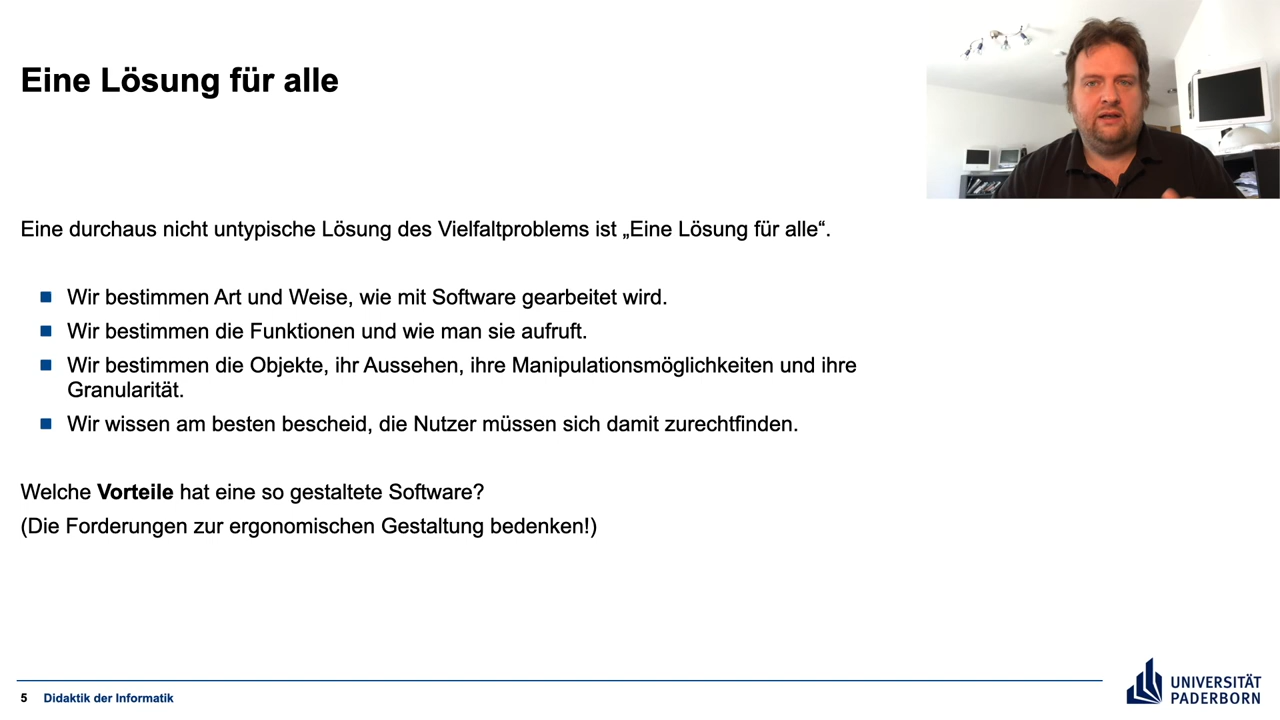 Eine Lösung für alle
Eine durchaus nicht untypische Lösung des Vielfaltproblems ist „Eine Lösung für alle“.
Wir bestimmen Art und Weise, wie mit Software gearbeitet wird.
Wir bestimmen die Funktionen und wie man sie aufruft.
Wir bestimmen die Objekte, ihr Aussehen, ihre Manipulationsmöglichkeiten und ihre
Granularität.
Wir wissen am besten bescheid, die Nutzer müssen sich damit zurechtfinden.
Welche Vorteile hat eine so gestaltete Software?
(Die Forderungen zur ergonomischen Gestaltung bedenken!)
5 Didaktik der Informatik
UNIVERSITÄT
PADERBORN